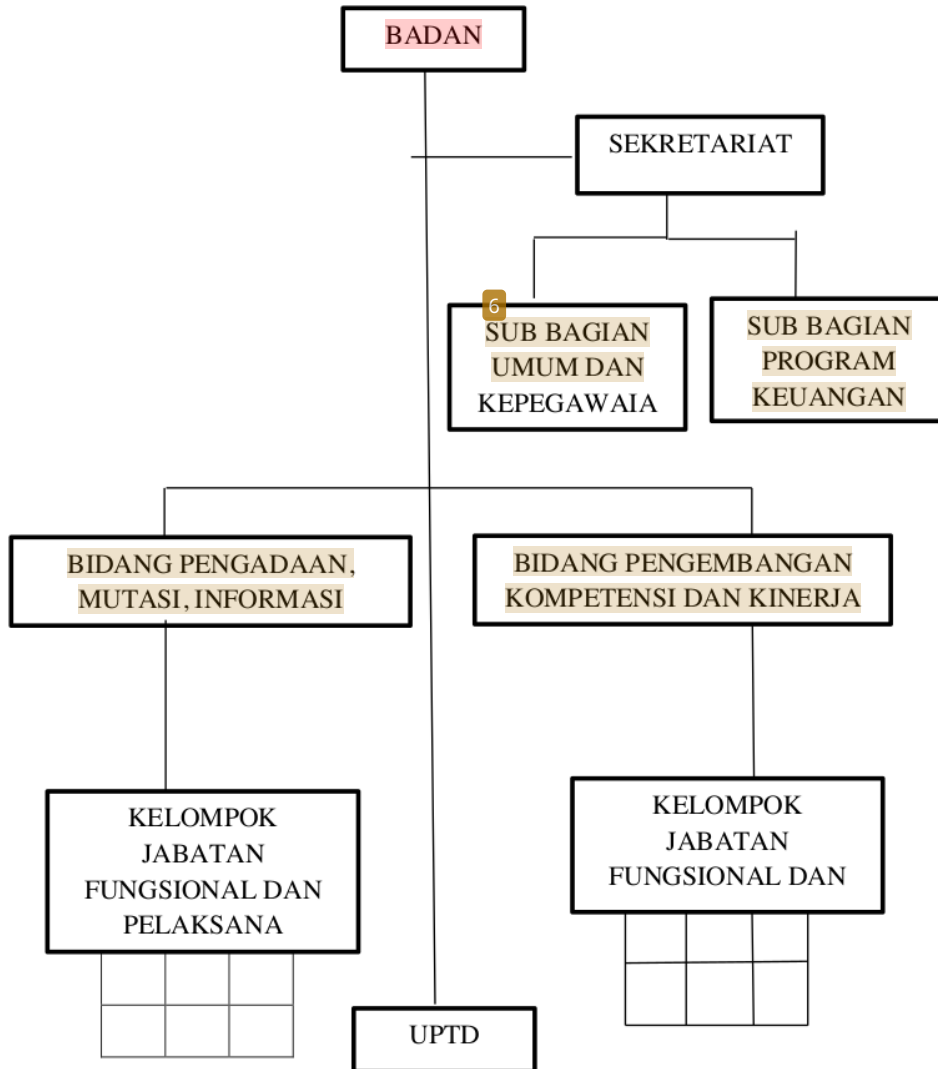 BADAN
SEKRETARIAT
6
SUB BAGIAN
UMUM DAN
KEPEGAWAIA
SUB BAGIAN
PROGRAM
KEUANGAN
BIDANG PENGADAAN,
MUTASI, INFORMASI
BIDANG PENGEMBANGAN
KOMPETENSI DAN KINERJA
KELOMPOK
JABATAN
FUNGSIONAL DAN
PELAKSANA
KELOMPOK
JABATAN
FUNGSIONAL DAN
UPTD